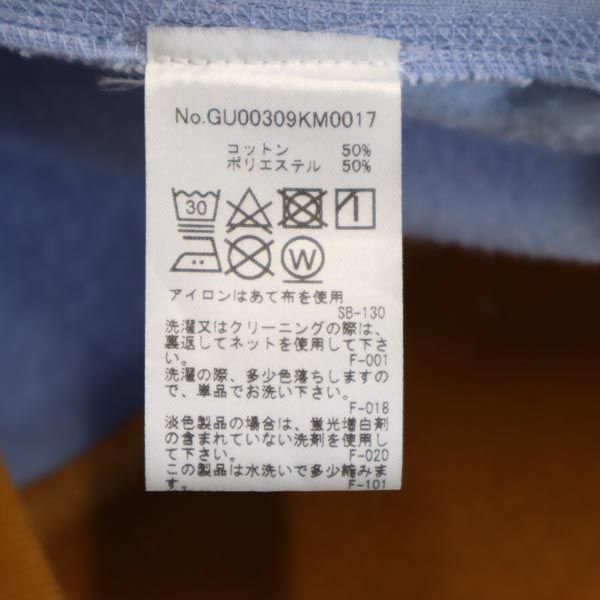 No.GU00309KM0017
コットン 50%
ポリエステル 50%
30
W
アイロンはあて布を使用
SB-130
洗濯又はクリーニングの際は、
裏返してネットを使用して下さ
い。 F-001
洗濯の際、多少色落ちしますの
で、単品でお洗い下さい。
F-018
淡色製品の場合は、蛍光増白剤
の含まれていない洗剤を使用し
て下さい。 F-020
この製品は水洗いで多少縮みま
す。 F-101